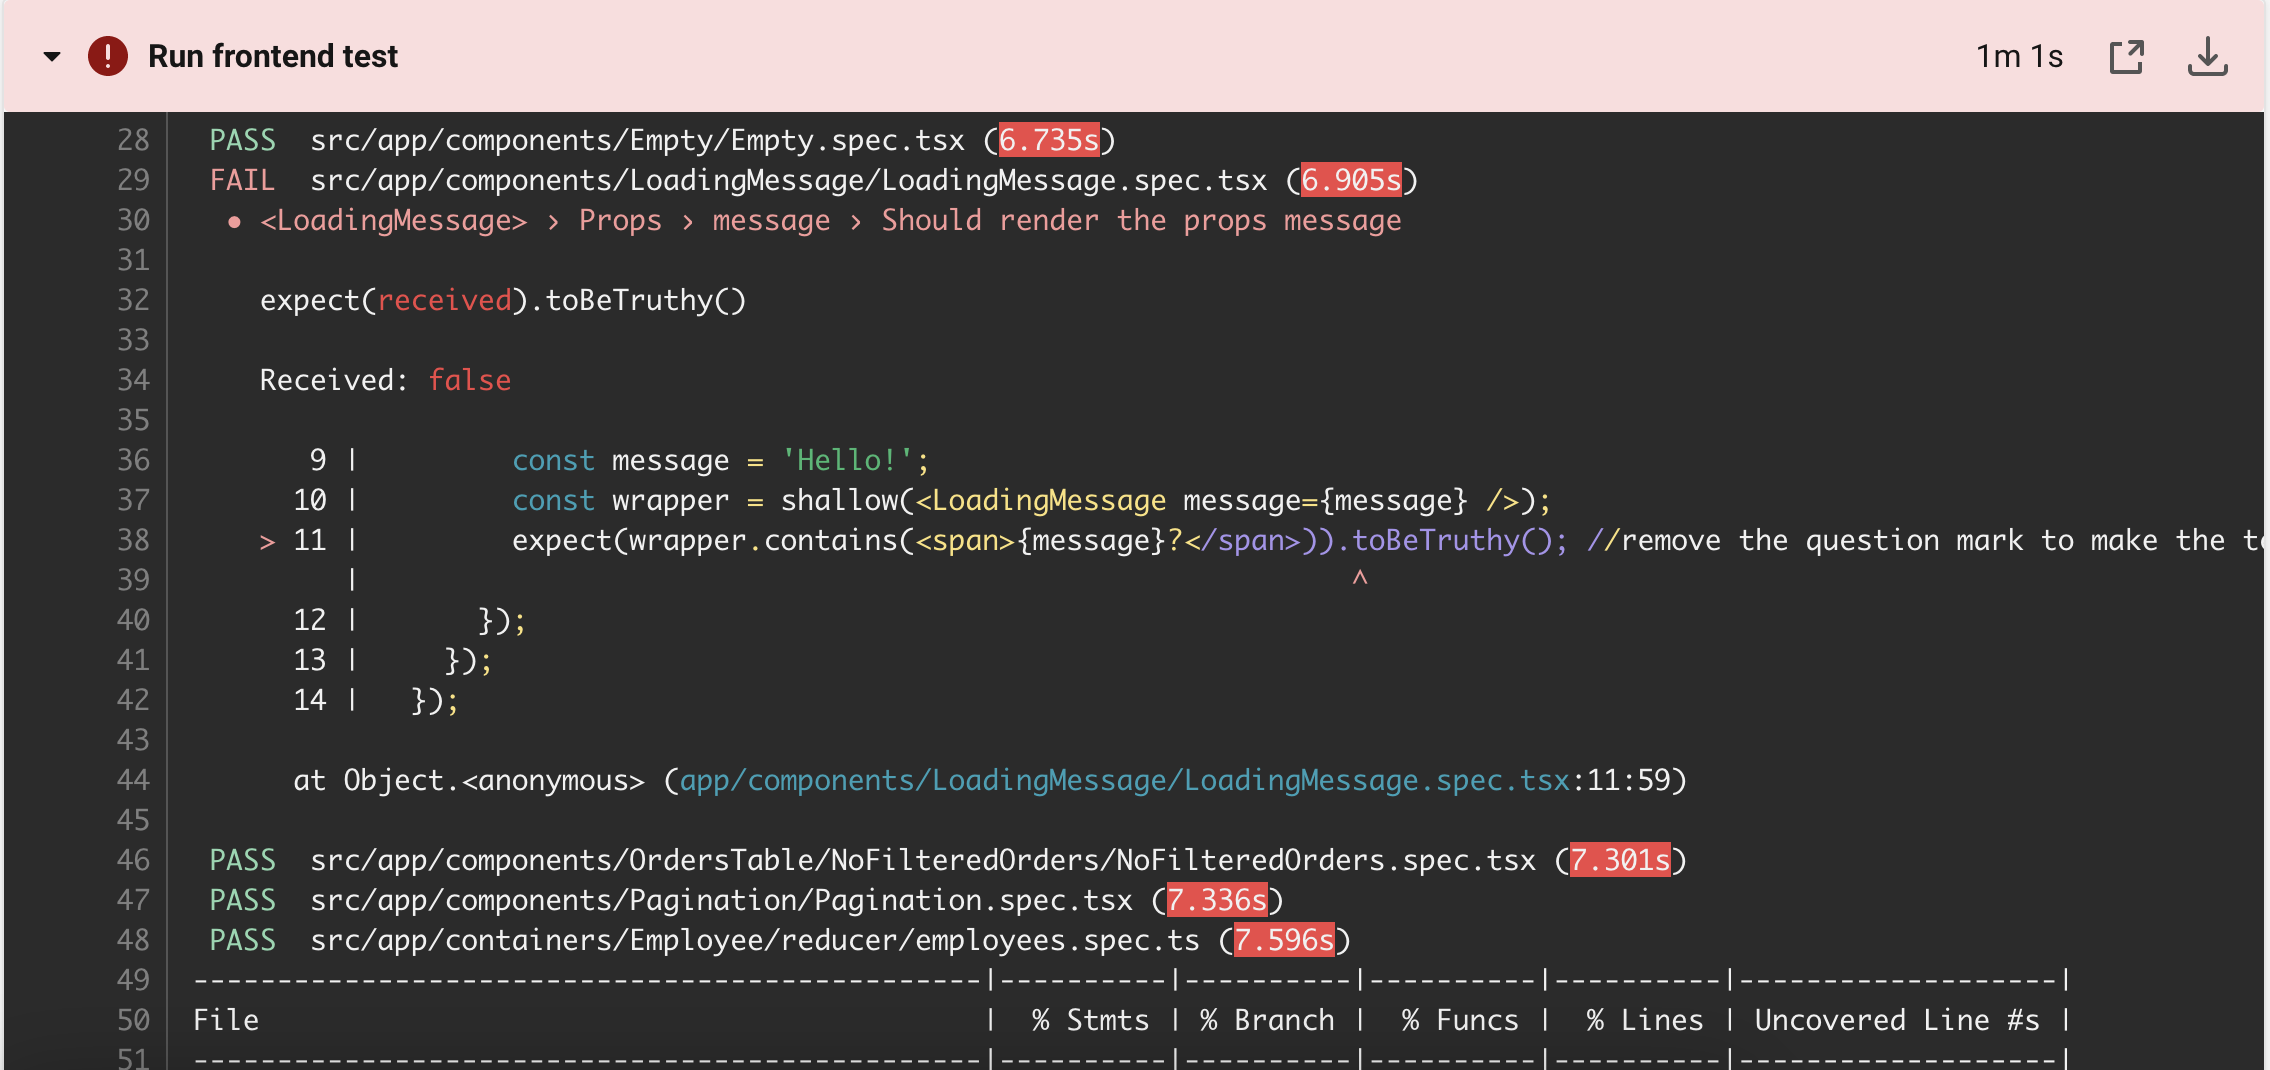 Run frontend test 1m 1s
28 PASS src/app/components/Empty/Empty.spec.tsx (6.735s)
29 FAIL src/app/components/LoadingMessage/LoadingMessage.spec.tsx (6.905s)
30 ● <LoadingMessage> › Props › message › Should render the props message
31
32 expect(received).toBeTruthy()
33
34 Received: false
35
36 9 | const message = 'Hello!';
37 10 | const wrapper = shallow(<LoadingMessage message={message} />);
38 > 11 | expect(wrapper.contains(<span>{message}?</span>)).toBeTruthy(); //remove the question mark to make the
39 | ^
40 12 | });
41 13 | });
42 14 | });
43
44 at Object.<anonymous> (app/components/LoadingMessage/LoadingMessage.spec.tsx:11:59)
45
46 PASS src/app/components/OrdersTable/NoFilteredOrders/NoFilteredOrders.spec.tsx (7.301s)
47 PASS src/app/components/Pagination/Pagination.spec.tsx (7.336s)
48 PASS src/app/containers/Employee/reducer/employees.spec.ts (7.596s)
49 -----------------------------------------------|----------|----------|----------|----------|-------------------|
50 File | % Stmts | % Branch | % Funcs | % Lines | Uncovered Line #s |
51 -----------------------------------------------|----------|----------|----------|----------|-------------------|